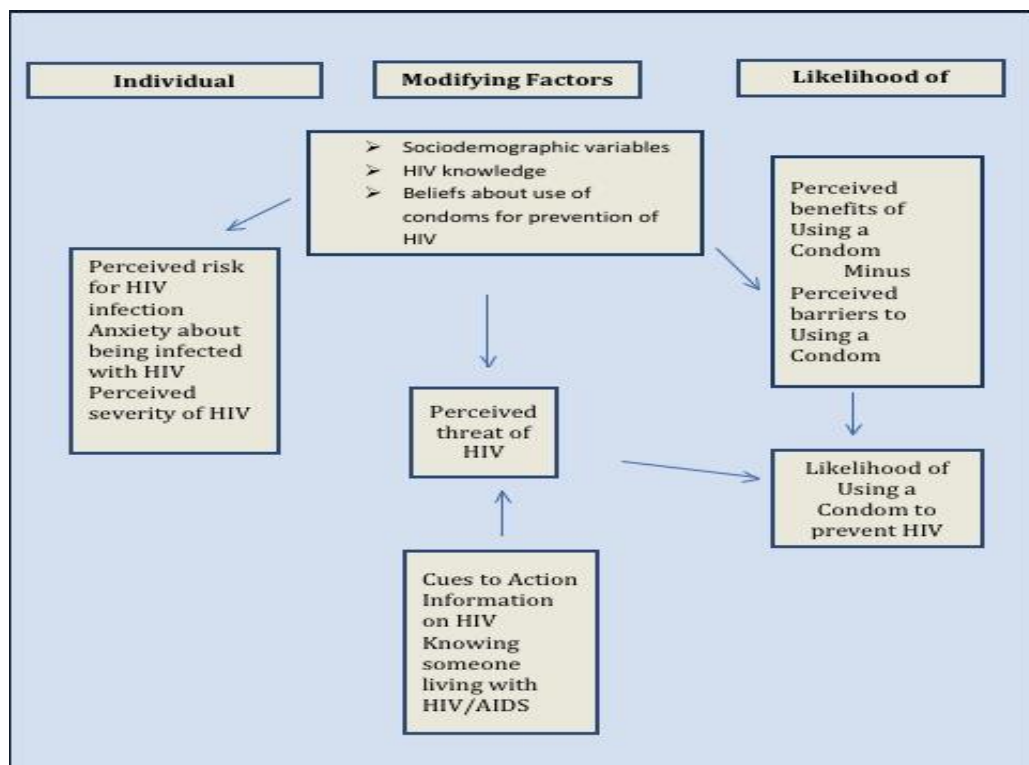 Individual
Modifying Factors
Likelihood of
➢ Sociodemographic variables
➢ HIV knowledge
➢ Beliefs about use of
condoms for prevention of
HIV
Perceived risk
for HIV
infection
Anxiety about
being infected
with HIV
Perceived
severity of HIV
Perceived
benefits of
Using a
Condom
Minus
Perceived
barriers to
Using a
Condom
Perceived
threat of
HIV
Likelihood of
Using a
Condom to
prevent HIV
Cues to Action
Information
on HIV
Knowing
someone
living with
HIV/AIDS